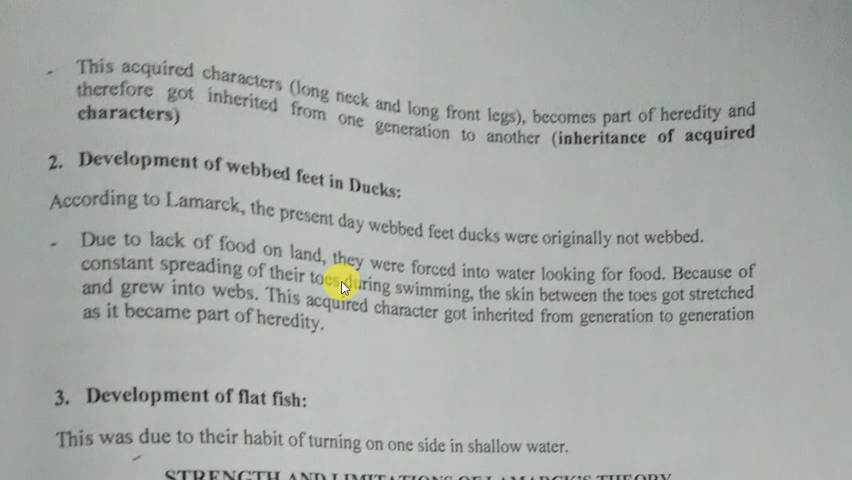 - This acquired characters (long neck and long front legs), becomes part of heredity and
therefore got inherited from one generation to another (inheritance of acquired
characters)
2. Development of webbed feet in Ducks:
According to Lamarck, the present day webbed feet ducks were originally not webbed.
- Due to lack of food on land, they were forced into water looking for food. Because of
constant spreading of their toes during swimming, the skin between the toes got stretched
and grew into webs. This acquired character got inherited from generation to generation
as it became part of heredity.
3. Development of flat fish:
This was due to their habit of turning on one side in shallow water.
STRENGTH AND LIMITATIONS OF LAMARCK'S THEORY